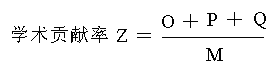 学术贡献率 Z = (O + P + Q) / M